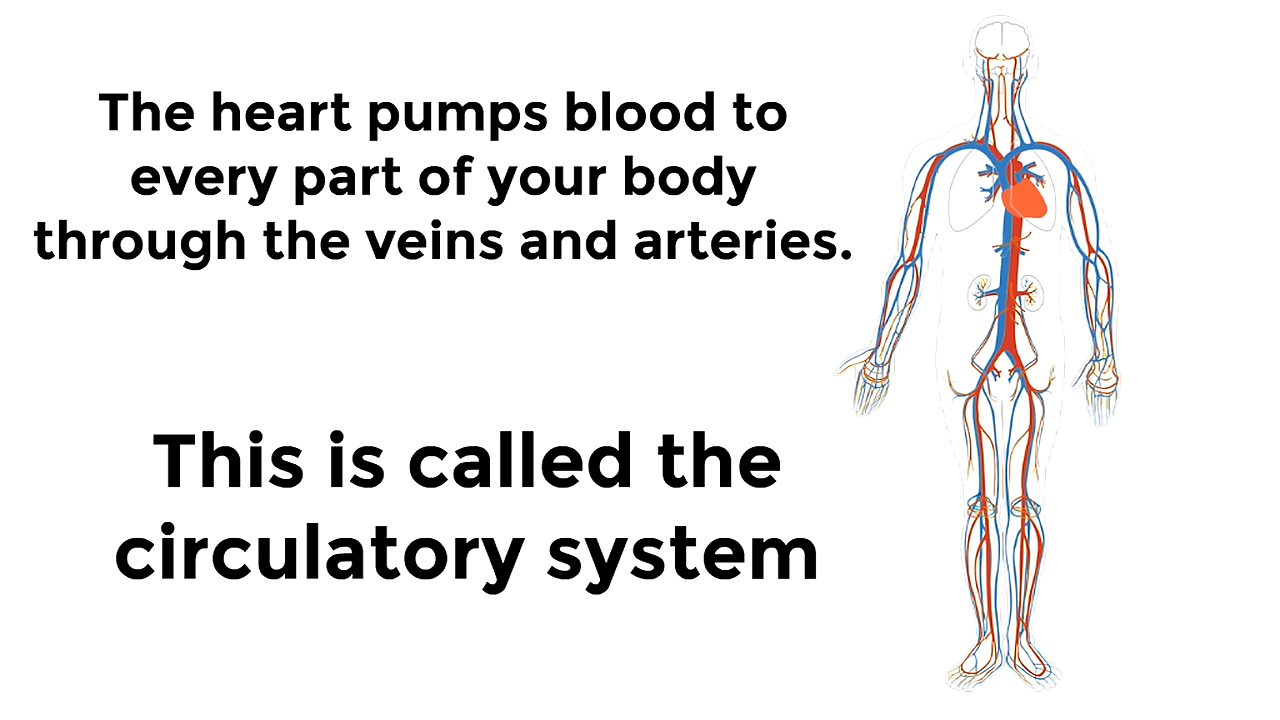 The heart pumps blood to
every part of your body
through the veins and arteries.
This is called the
circulatory system